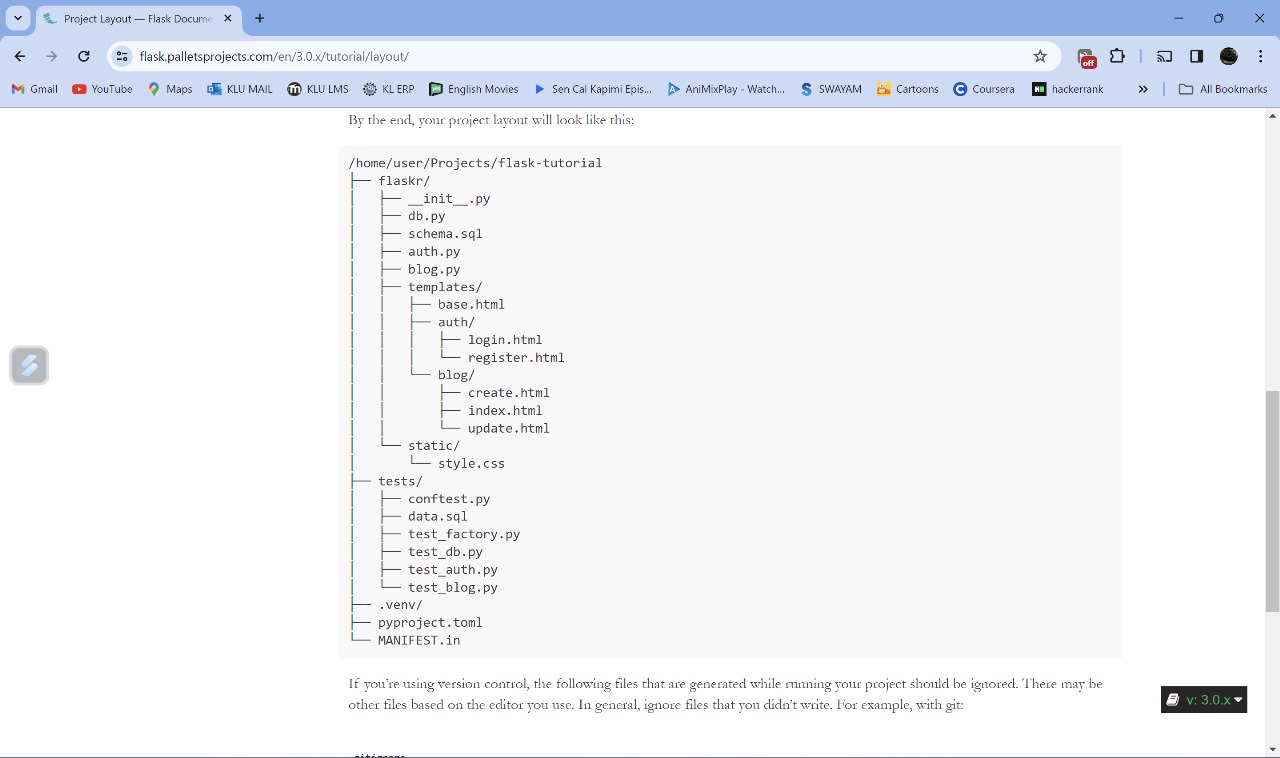 Project Layout — Flask Docume
flask.palletsprojects.com/en/3.0.x/tutorial/layout/
off
Gmail YouTube Maps KLU MAIL KLU LMS KL ERP English Movies Sen Cal Kapimi Epis... AniMixPlay - Watch... SWAYAM Cartoons Coursera hackerrank » All Bookmarks
By the end, your project layout will look like this:
/home/user/Projects/flask-tutorial
├── flaskr/
│   ├── __init__.py
│   ├── db.py
│   ├── schema.sql
│   ├── auth.py
│   ├── blog.py
│   ├── templates/
│   │   ├── base.html
│   │   ├── auth/
│   │   │   ├── login.html
│   │   │   └── register.html
│   │   └── blog/
│   │       ├── create.html
│   │       ├── index.html
│   │       └── update.html
│   └── static/
│       └── style.css
├── tests/
│   ├── conftest.py
│   ├── data.sql
│   ├── test_factory.py
│   ├── test_db.py
│   ├── test_auth.py
│   └── test_blog.py
├── .venv/
├── pyproject.toml
└── MANIFEST.in
If you’re using version control, the following files that are generated while running your project should be ignored. There may be
other files based on the editor you use. In general, ignore files that you didn’t write. For example, with git:
v: 3.0.x